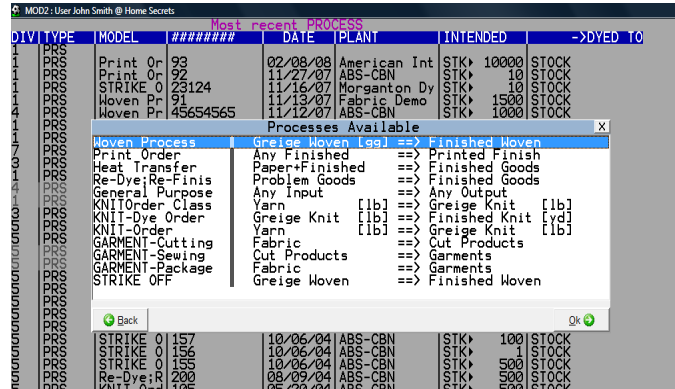 MOD2 : User John Smith @ Home Secrets
Most recent PROCESS
DIV|TYPE |MODEL |######## | DATE |PLANT |INTENDED | ->DYED TO
1 |PRS
1 |PRS |Print Or|93 |02/08/08|American Int|STK▸ 10000|STOCK
1 |PRS |Print Or|92 |11/27/07|ABS-CBN |STK▸ 10|STOCK
1 |PRS |STRIKE O|23124 |11/16/07|Morganton Dy|STK▸ 10|STOCK
1 |PRS |Woven Pr|91 |11/13/07|Fabric Demo |STK▸ 1500|STOCK
4 |PRS |Woven Pr|45654565 |11/12/07|ABS-CBN |STK▸ 1000|STOCK
Processes Available X
Woven Process | Greige Woven [gg] ==> Finished Woven
Print Order | Any Finished ==> Printed Finish
Heat Transfer | Paper+Finished ==> Finished Goods
Re-Dye;Re-Finis | Problem Goods ==> Finished Goods
General Purpose | Any Input ==> Any Output
KNITOrder Class | Yarn [lb] ==> Greige Knit [lb]
KNIT-Dye Order | Greige Knit [lb] ==> Finished Knit [yd]
KNIT-Order | Yarn [lb] ==> Greige Knit [lb]
GARMENT-Cutting | Fabric ==> Cut Products
GARMENT-Sewing | Cut Products ==> Garments
GARMENT-Package | Fabric ==> Garments
STRIKE OFF | Greige Woven ==> Finished Woven
Back Ok
5 |PRS |STRIKE O|157 |10/06/04|ABS-CBN |STK▸ 100|STOCK
5 |PRS |STRIKE O|156 |10/06/04|ABS-CBN |STK▸ 1|STOCK
5 |PRS |STRIKE O|155 |10/06/04|ABS-CBN |STK▸ 500|STOCK
5 |PRS |Re-Dye;R|200 |08/09/04|ABS-CBN |STK▸ 500|STOCK